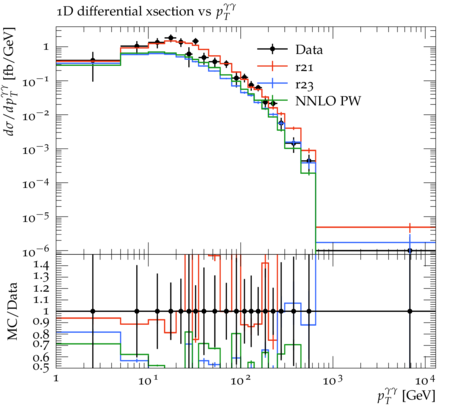 1D differential xsection vs p_T^γγ
dσ/dp_T^γγ [fb/GeV]
1
10^−1
10^−2
10^−3
10^−4
10^−5
10^−6
Data
r21
r23
NNLO PW
MC/Data
1.4
1.3
1.2
1.1
1
0.9
0.8
0.7
0.6
0.5
1
10^1
10^2
10^3
10^4
p_T^γγ [GeV]